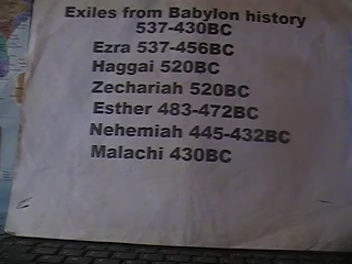 Exiles from Babylon history
537-430BC
Ezra 537-456BC
Haggai 520BC
Zechariah 520BC
Esther 483-472BC
Nehemiah 445-432BC
Malachi 430BC